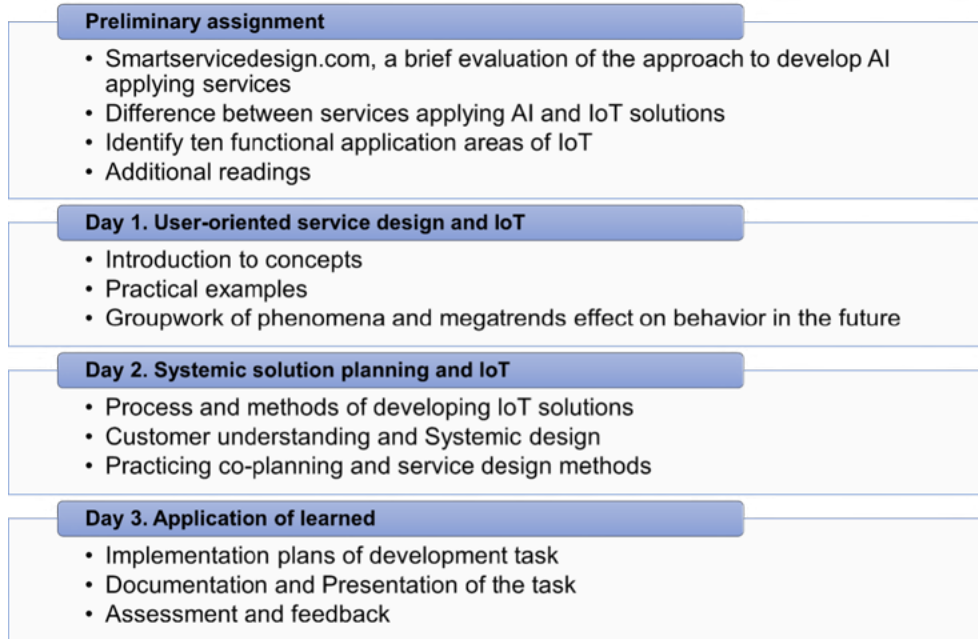 Preliminary assignment
• Smartservicedesign.com, a brief evaluation of the approach to develop AI
applying services
• Difference between services applying AI and IoT solutions
• Identify ten functional application areas of IoT
• Additional readings
Day 1. User-oriented service design and IoT
• Introduction to concepts
• Practical examples
• Groupwork of phenomena and megatrends effect on behavior in the future
Day 2. Systemic solution planning and IoT
• Process and methods of developing IoT solutions
• Customer understanding and Systemic design
• Practicing co-planning and service design methods
Day 3. Application of learned
• Implementation plans of development task
• Documentation and Presentation of the task
• Assessment and feedback